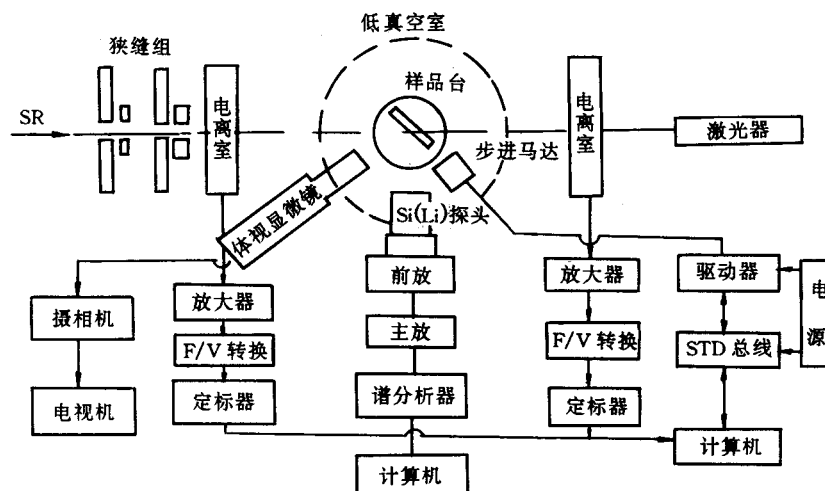 低真空室
狭缝组
样品台
SR
电离室
电离室
激光器
步进马达
体视显微镜
Si(Li)探头
前放
放大器
放大器
驱动器
电源
摄相机
主放
F/V 转换
F/V 转换
STD 总线
电视机
定标器
谱分析器
定标器
计算机
计算机